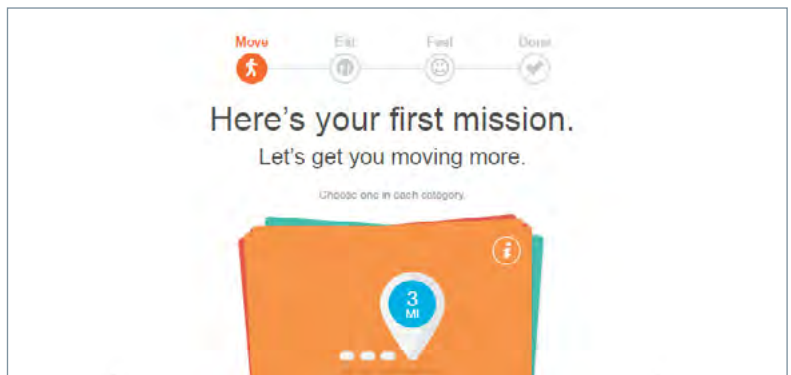 Move Eat Feel Done
Here's your first mission.
Let's get you moving more.
Choose one in each category.
i
3
MI